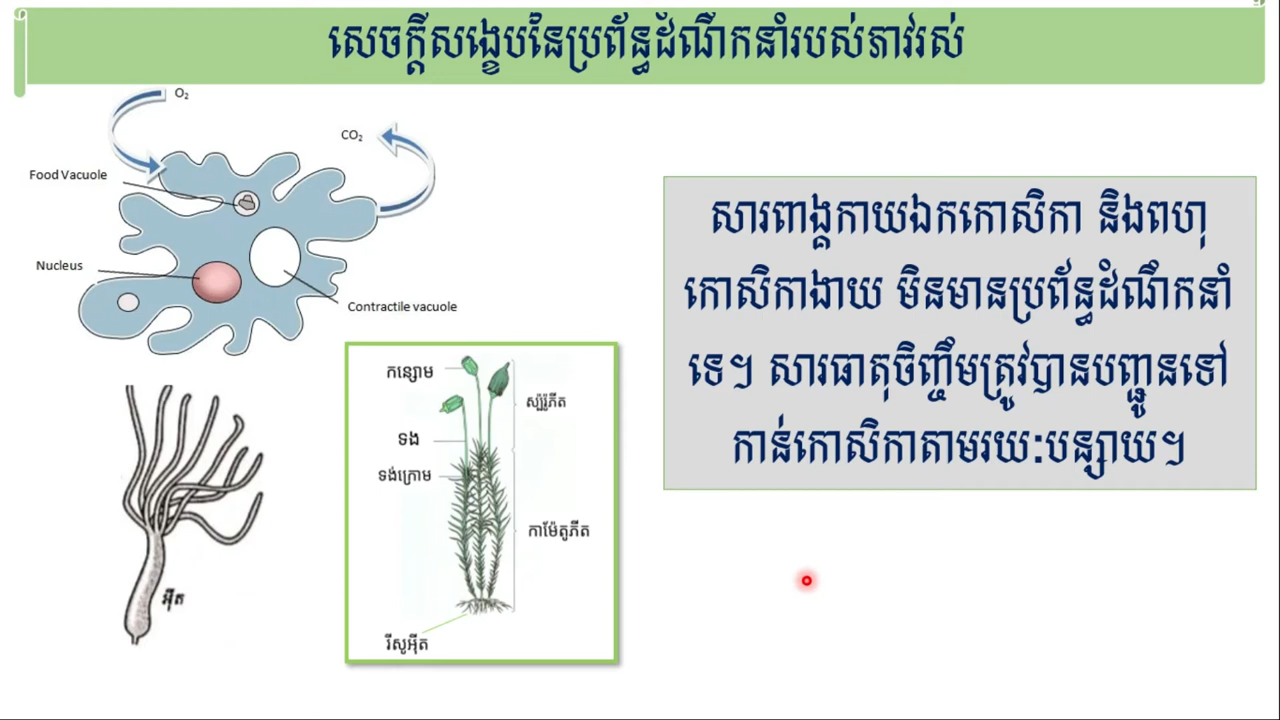 សេចក្តីសង្ខេបនៃប្រព័ន្ធដំណឹកនាំរបស់ភាវរស់
O₂
CO₂
Food Vacuole
Nucleus
Contractile vacuole
សារពាង្គកាយឯកកោសិកា និងពហុ
កោសិកាងាយ មិនមានប្រព័ន្ធដំណឹកនាំ
ទេ។ សារធាតុចិញ្ចឹមត្រូវបានបញ្ជូនទៅ
កាន់កោសិកាតាមរយៈបន្សាយ។
កន្សោម
ស្ប៉រ៉ូភីត
ទង
ទង់ក្រោម
កាម៉ែតូភីត
រីសូអ៊ីត
អ៊ីត